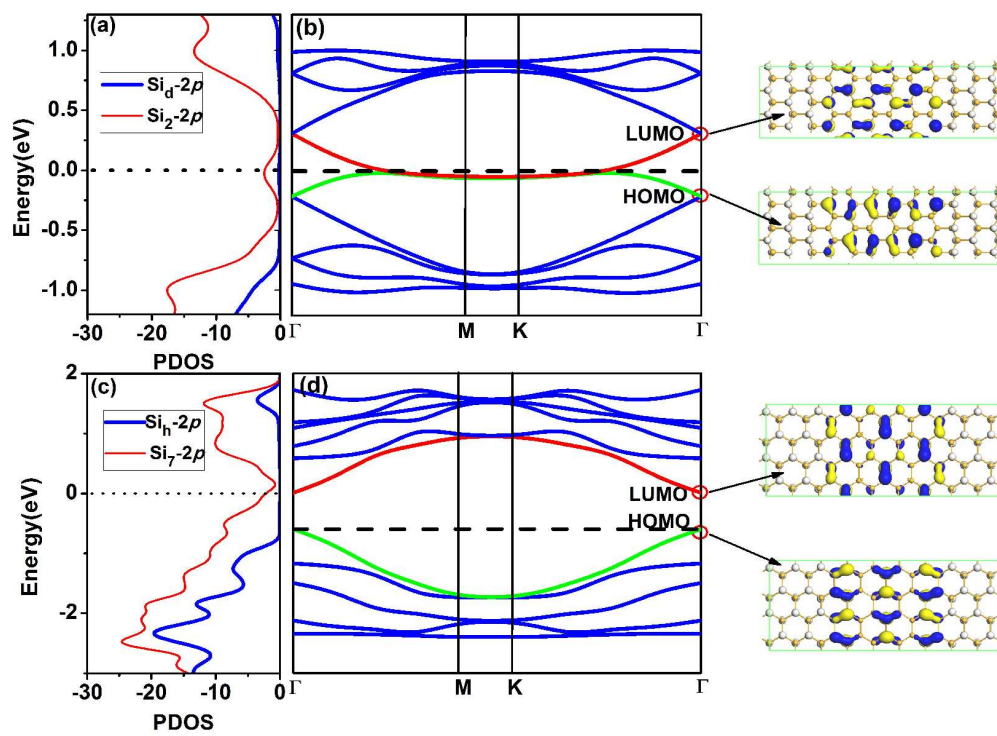 (a)
Si_d-2p
Si_2-2p
Energy(eV)
1.0
0.5
0.0
-0.5
-1.0
-30 -20 -10 0
PDOS
(b)
LUMO
HOMO
Γ M K Γ
(c)
Si_h-2p
Si_7-2p
Energy(eV)
2
0
-2
-30 -20 -10 0
PDOS
(d)
LUMO
HOMO
Γ M K Γ